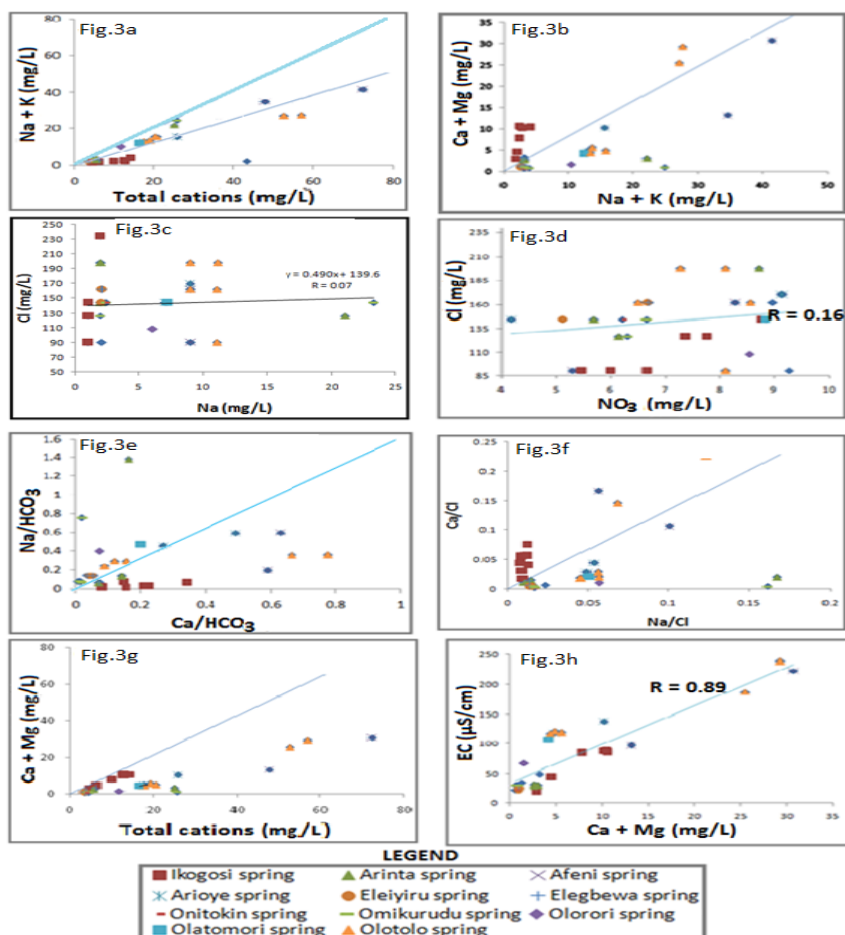 Fig.3a
Na + K (mg/L)
80
60
40
20
0
0 20 40 60 80
Total cations (mg/L)
Fig.3b
Ca + Mg (mg/L)
35
30
25
20
15
10
5
0
0 10 20 30 40 50
Na + K (mg/L)
Fig.3c
Cl (mg/L)
250
230
210
190
170
150
130
110
90
70
50
y = 0.490x + 139.6
R = 0.07
0 5 10 15 20 25
Na (mg/L)
Fig.3d
Cl (mg/L)
235
210
185
160
135
110
85
R = 0.16
4 5 6 7 8 9 10
NO3 (mg/L)
Fig.3e
Na/HCO3
1.6
1.4
1.2
1
0.8
0.6
0.4
0.2
0
0 0.2 0.4 0.6 0.8 1
Ca/HCO3
Fig.3f
Ca/Cl
0.25
0.2
0.15
0.1
0.05
0
0 0.05 0.1 0.15 0.2
Na/Cl
Fig.3g
Ca + Mg (mg/L)
80
60
40
20
0
0 20 40 60 80
Total cations (mg/L)
Fig.3h
EC (µS/cm)
250
200
150
100
50
0
R = 0.89
0 5 10 15 20 25 30 35
Ca + Mg (mg/L)
LEGEND
Ikogosi spring Arinta spring Afeni spring
Arioye spring Eleiyiru spring Elegbewa spring
Onitokin spring Omikurudu spring Olorori spring
Olatomori spring Olotolo spring